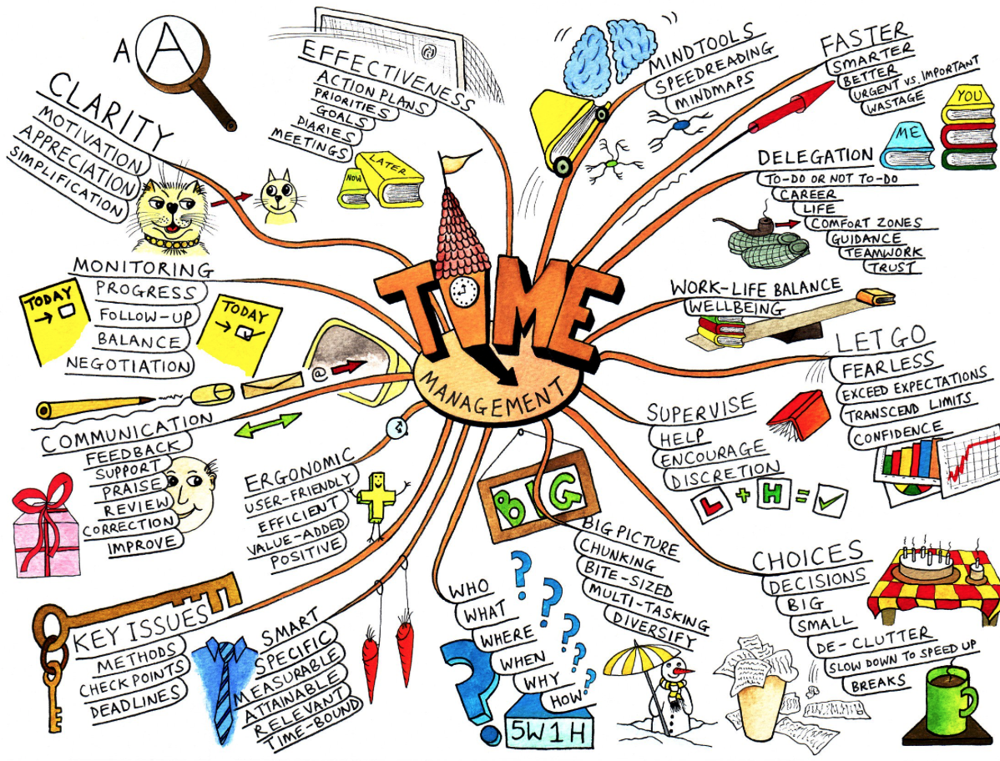 TIME
MANAGEMENT
A A
CLARITY
MOTIVATION
APPRECIATION
SIMPLIFICATION
EFFECTIVENESS
ACTION PLANS
PRIORITIES
GOALS
DIARIES
MEETINGS
NOW
LATER
MINDTOOLS
SPEEDREADING
MINDMAPS
FASTER
SMARTER
BETTER
URGENT VS. IMPORTANT
WASTAGE
YOU
ME
DELEGATION
TO-DO OR NOT TO-DO
CAREER
LIFE
COMFORT ZONES
GUIDANCE
TEAMWORK
TRUST
WORK-LIFE BALANCE
WELLBEING
LET GO
FEARLESS
EXCEED EXPECTATIONS
TRANSCEND LIMITS
CONFIDENCE
SUPERVISE
HELP
ENCOURAGE
DISCRETION
L + H =
CHOICES
DECISIONS
BIG
SMALL
DE-CLUTTER
SLOW DOWN TO SPEED UP
BREAKS
BIG
BIG PICTURE
CHUNKING
BITE-SIZED
MULTI-TASKING
DIVERSIFY
WHO
WHAT
WHERE
WHEN
WHY
HOW
? ? ? ? ? ?
?
5W1H
SMART
SPECIFIC
MEASURABLE
ATTAINABLE
RELEVANT
TIME-BOUND
KEY ISSUES
METHODS
CHECK POINTS
DEADLINES
ERGONOMIC
USER-FRIENDLY
EFFICIENT
VALUE-ADDED
POSITIVE
@
COMMUNICATION
FEEDBACK
SUPPORT
PRAISE
REVIEW
CORRECTION
IMPROVE
MONITORING
PROGRESS
FOLLOW-UP
BALANCE
NEGOTIATION
TODAY
TODAY